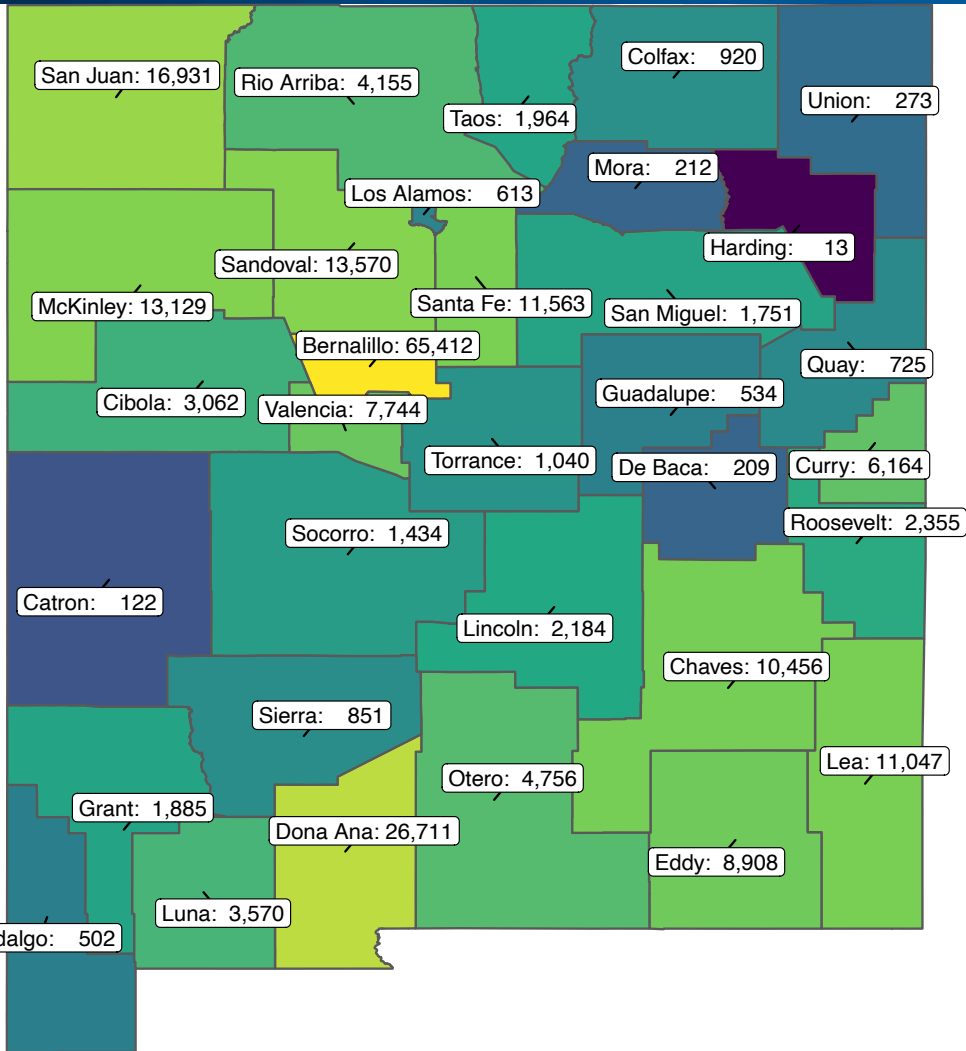 San Juan: 16,931
Rio Arriba: 4,155
Taos: 1,964
Colfax: 920
Union: 273
Mora: 212
Los Alamos: 613
Harding: 13
Sandoval: 13,570
McKinley: 13,129
Santa Fe: 11,563
San Miguel: 1,751
Bernalillo: 65,412
Quay: 725
Cibola: 3,062
Valencia: 7,744
Guadalupe: 534
Torrance: 1,040
De Baca: 209
Curry: 6,164
Roosevelt: 2,355
Socorro: 1,434
Catron: 122
Lincoln: 2,184
Chaves: 10,456
Sierra: 851
Lea: 11,047
Otero: 4,756
Grant: 1,885
Dona Ana: 26,711
Eddy: 8,908
Luna: 3,570
dalgo: 502